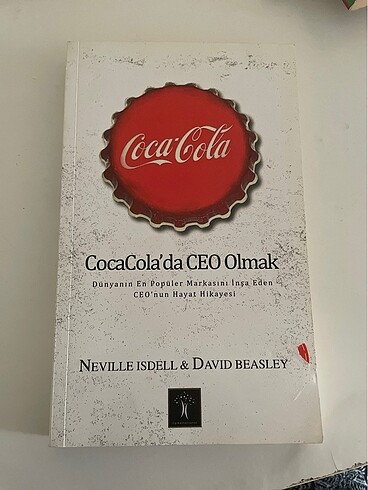 Coca-Cola
CocaCola'da CEO Olmak
Dünyanın En Popüler Markasını İnşa Eden
CEO'nun Hayat Hikayesi
NEVILLE ISDELL & DAVID BEASLEY